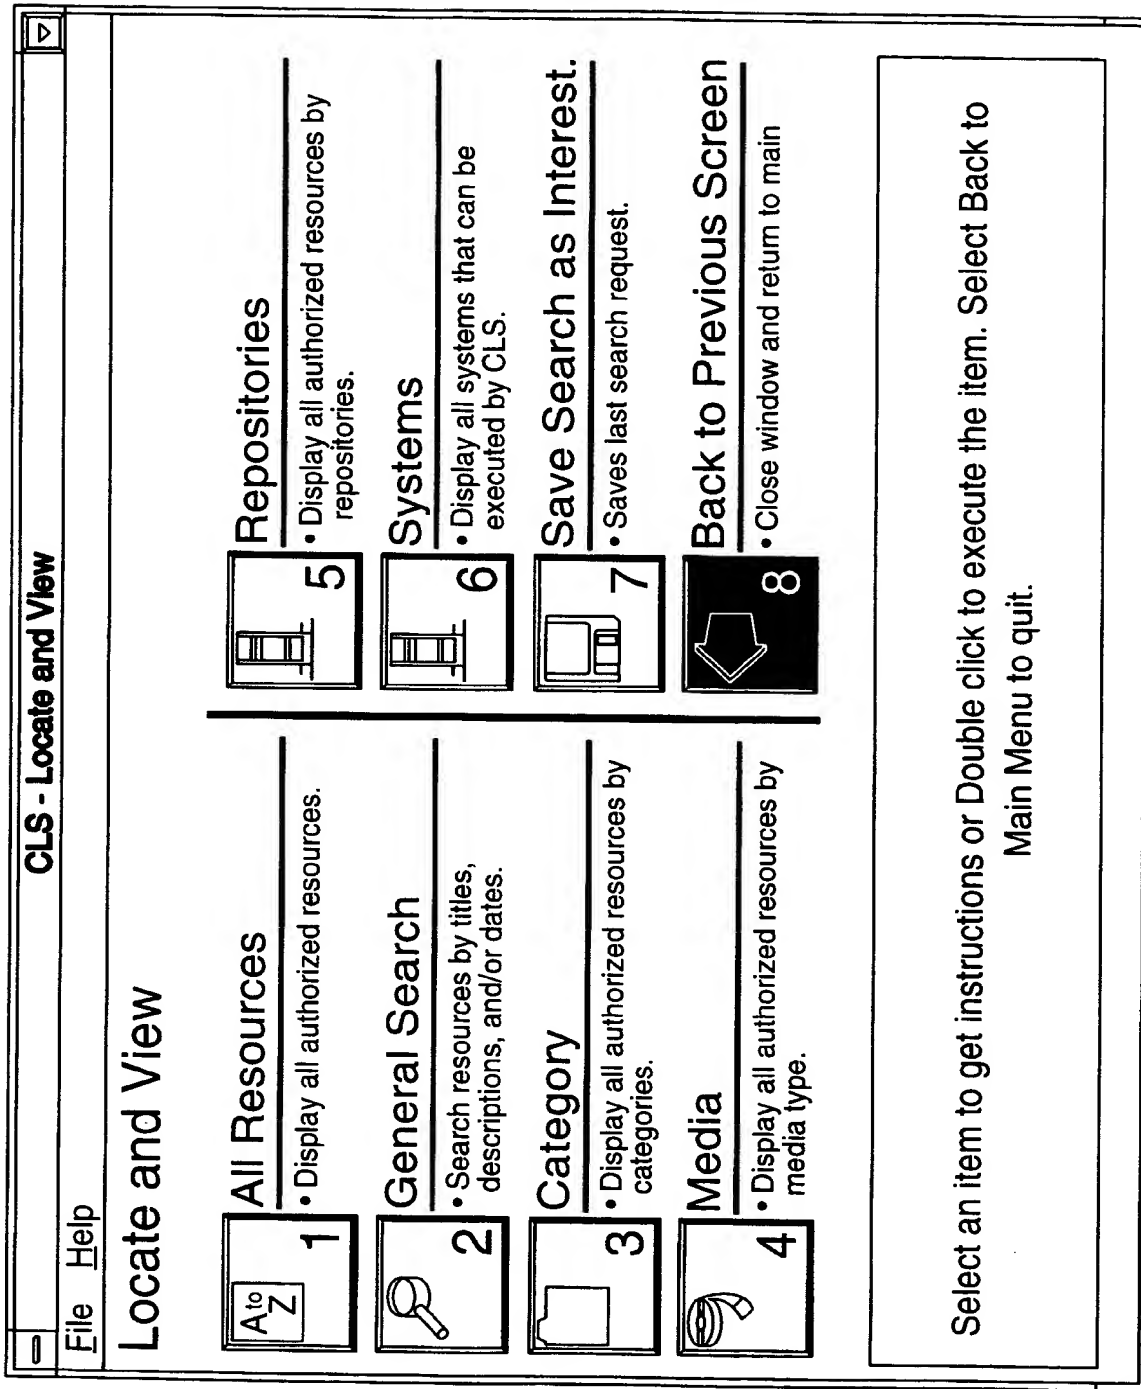 CLS - Locate and View
File Help
Locate and View
A to Z
1
All Resources
• Display all authorized resources.
2
General Search
• Search resources by titles,
descriptions, and/or dates.
3
Category
• Display all authorized resources by
categories.
4
Media
• Display all authorized resources by
media type.
5
Repositories
• Display all authorized resources by
repositories.
6
Systems
• Display all systems that can be
executed by CLS.
7
Save Search as Interest.
• Saves last search request.
8
Back to Previous Screen
• Close window and return to main
Select an item to get instructions or Double click to execute the item. Select Back to
Main Menu to quit.